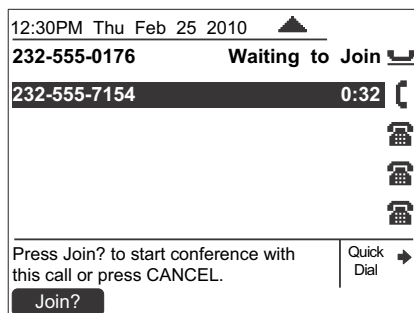 12:30PM Thu Feb 25 2010
232-555-0176 Waiting to Join
232-555-7154 0:32
Press Join? to start conference with
this call or press CANCEL.
Quick
Dial
Join?